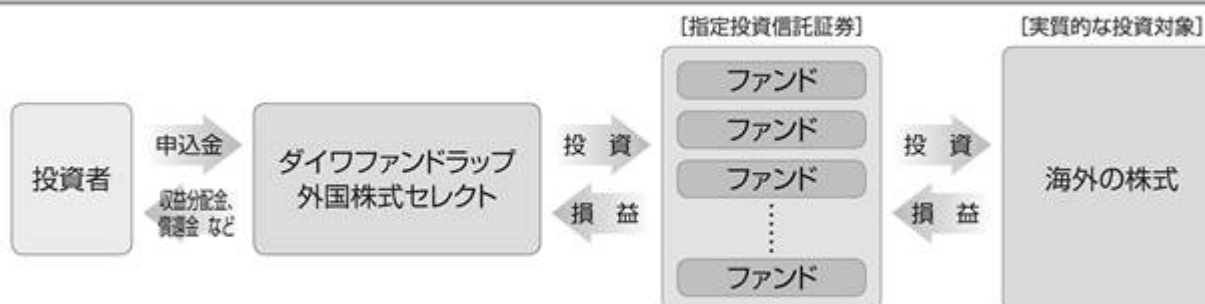 [指定投資信託証券]
[実質的な投資対象]
投資者
申込金
収益分配金、
償還金 など
ダイワファンドラップ
外国株式セレクト
投 資
損 益
ファンド
ファンド
ファンド
ファンド
投 資
損 益
海外の株式